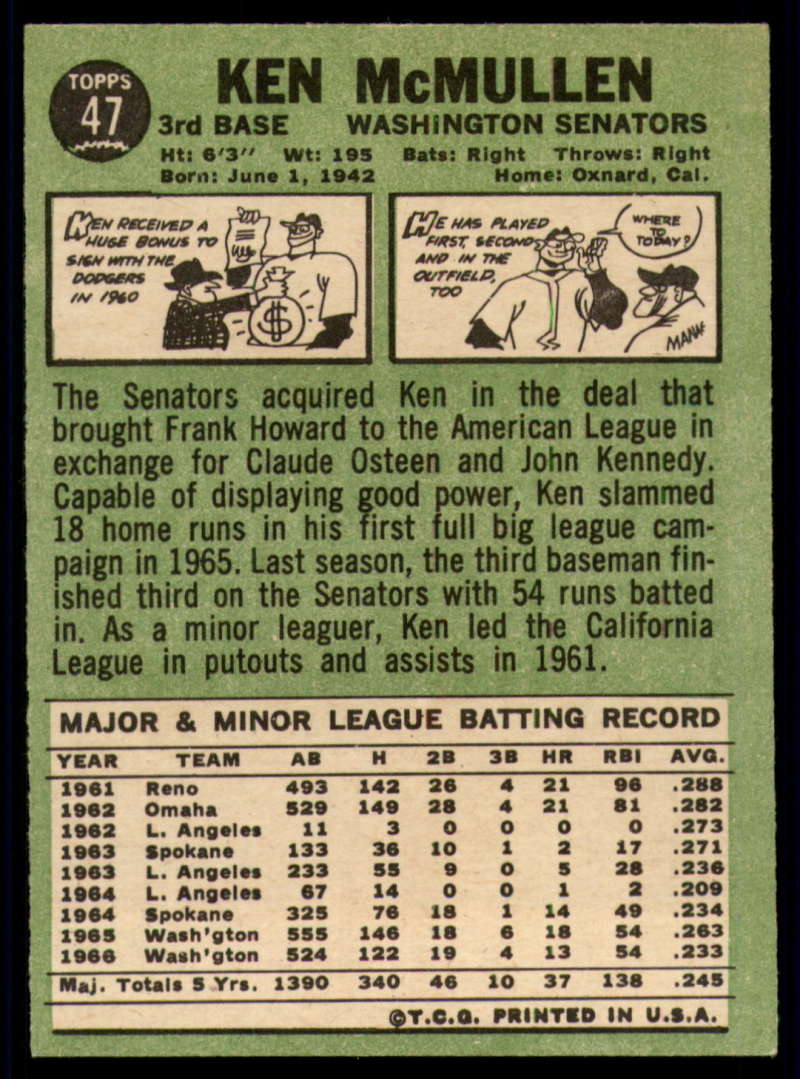 TOPPS
47
KEN McMULLEN
3rd BASE WASHiNGTON SENATORS
Ht: 6'3" Wt: 195 Bats: Right Throws: Right
Born: June 1, 1942 Home: Oxnard, Cal.
KEN RECEIVED A
HUGE BONUS TO
SIGN WITH THE
DODGERS
IN 1960
HE HAS PLAYED
FIRST, SECOND,
AND IN THE
OUTFIELD,
TOO
WHERE
TO
TODAY?
The Senators acquired Ken in the deal that
brought Frank Howard to the American League in
exchange for Claude Osteen and John Kennedy.
Capable of displaying good power, Ken slammed
18 home runs in his first full big league cam-
paign in 1965. Last season, the third baseman fin-
ished third on the Senators with 54 runs batted
in. As a minor leaguer, Ken led the California
League in putouts and assists in 1961.
MAJOR & MINOR LEAGUE BATTING RECORD
YEAR TEAM AB H 2B 3B HR RBI AVG.
1961 Reno 493 142 26 4 21 96 .288
1962 Omaha 529 149 28 4 21 81 .282
1962 L. Angeles 11 3 0 0 0 0 .273
1963 Spokane 133 36 10 1 2 17 .271
1963 L. Angeles 233 55 9 0 5 28 .236
1964 L. Angeles 67 14 0 0 1 2 .209
1964 Spokane 325 76 18 1 14 49 .234
1965 Wash'gton 555 146 18 6 18 54 .263
1966 Wash'gton 524 122 19 4 13 54 .233
Maj. Totals 5 Yrs. 1390 340 46 10 37 138 .245
©T.C.G. PRINTED IN U.S.A.